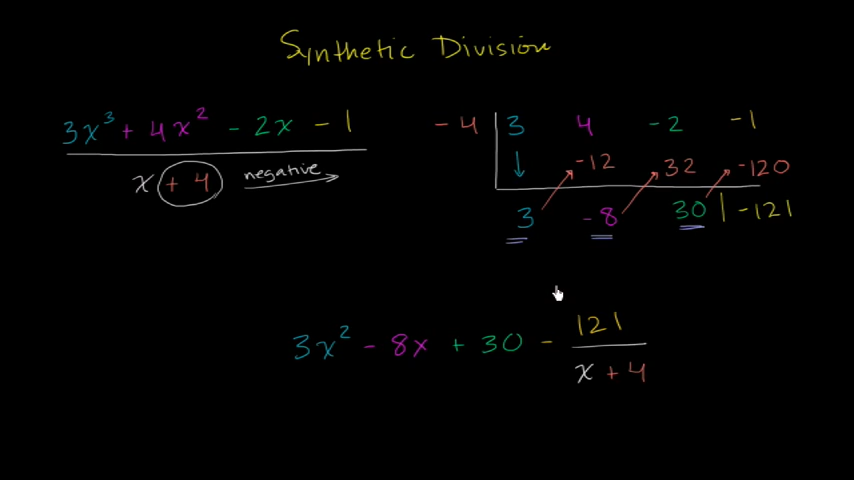 Synthetic Division
3x³ + 4x² - 2x - 1
x + 4
negative
-4 | 3 4 -2 -1
-12 32 -120
3 -8 30 | -121
3x² - 8x + 30 - 121
x + 4